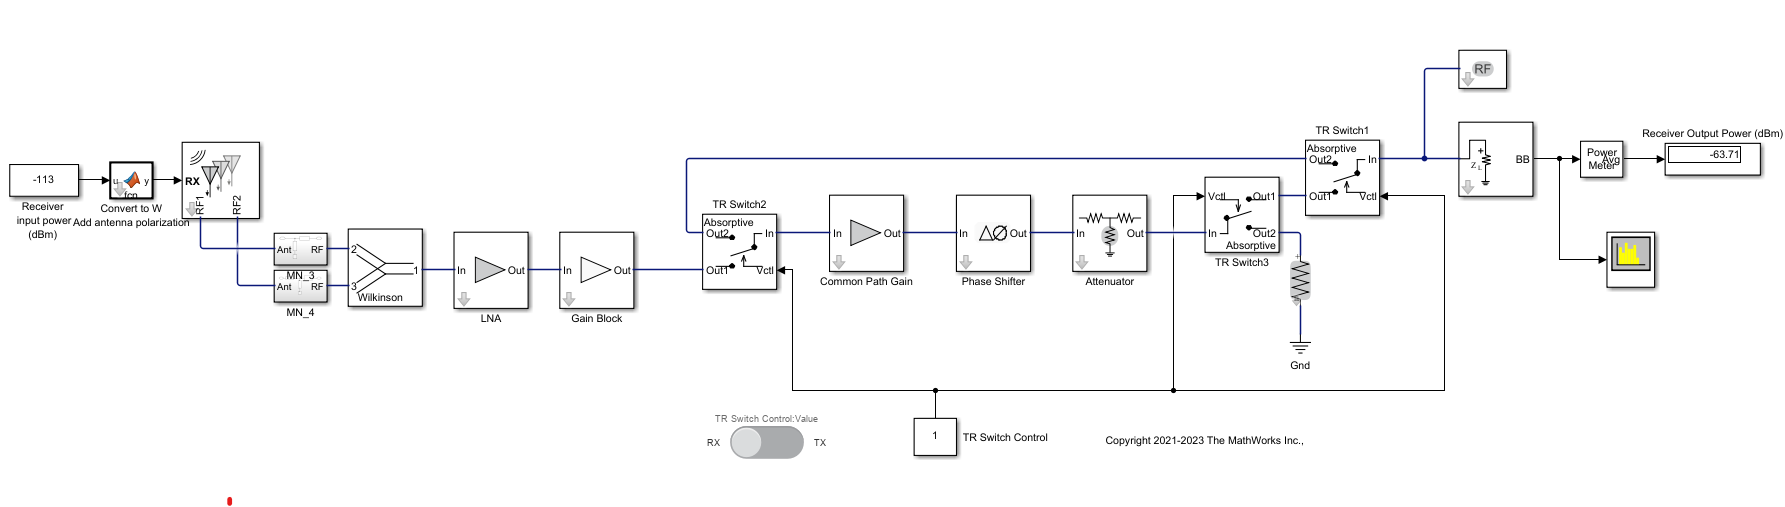 -113
Receiver
input power
(dBm)
u
y
fcn
Convert to W
Add antenna polarization
RX
RF1
RF2
Ant
RF
MN_3
Ant
RF
MN_4
2
3
1
Wilkinson
In
Out
LNA
In
Out
Gain Block
TR Switch2
Absorptive
Out2
In
Out1
Vctl
In
Out
Common Path Gain
In
Out
Phase Shifter
In
Out
Attenuator
Vctl
Out1
In
Out2
Absorptive
TR Switch3
Gnd
TR Switch1
Absorptive
Out2
In
Out1
Vctl
RF
+
Z L
BB
Power
Meter
Avg
Receiver Output Power (dBm)
-63.71
TR Switch Control:Value
RX
TX
1
TR Switch Control
Copyright 2021-2023 The MathWorks Inc.,